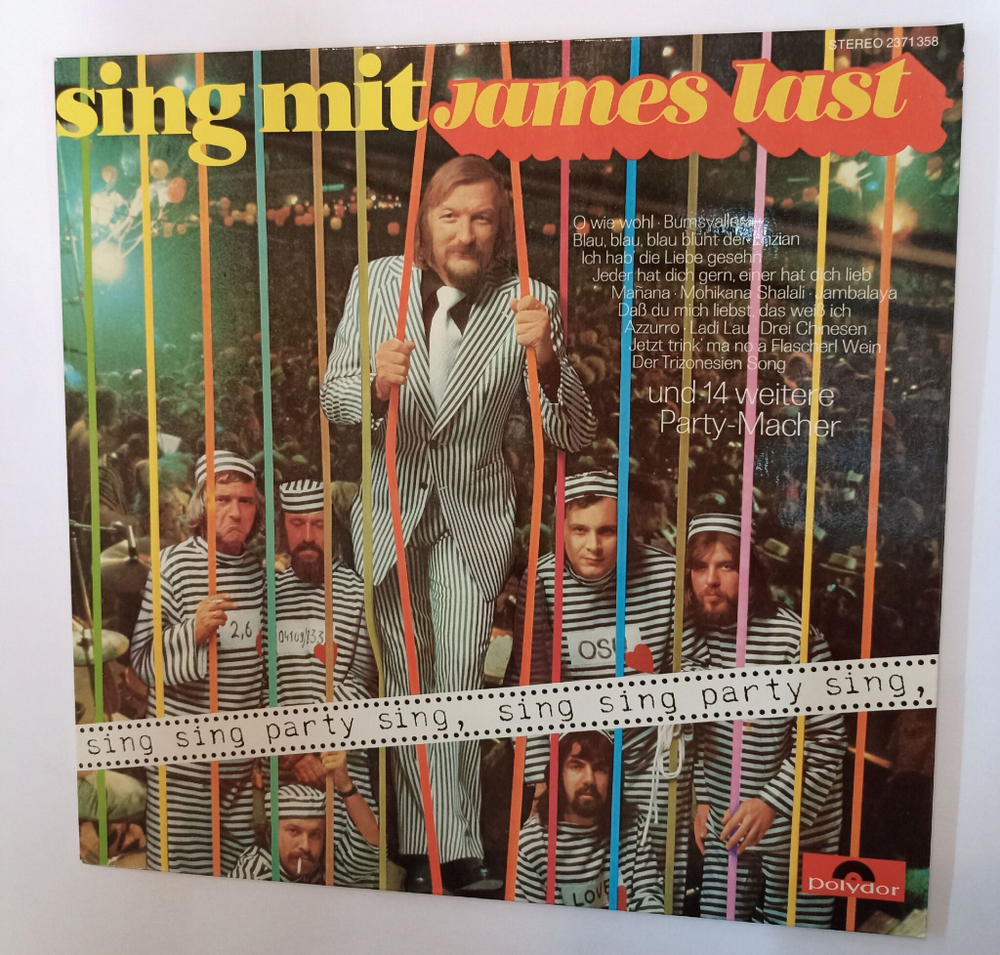 STEREO 2371358
sing mit james last
O wie wohl · Bumsvallera
Blau, blau, blau blüht der Enzian
Ich hab' die Liebe gesehn
Jeder hat dich gern, einer hat dich lieb
Mañana · Mohikana Shalali · Jambalaya
Daß du mich liebst, das weiß ich
Azzurro · Ladi Lau · Drei Chinesen
Jetzt trink' ma no a Flascherl Wein
Der Trizonesien Song
und 14 weitere
Party-Macher
2,6
OS
sing sing party sing, sing sing party sing,
LOVE
polydor